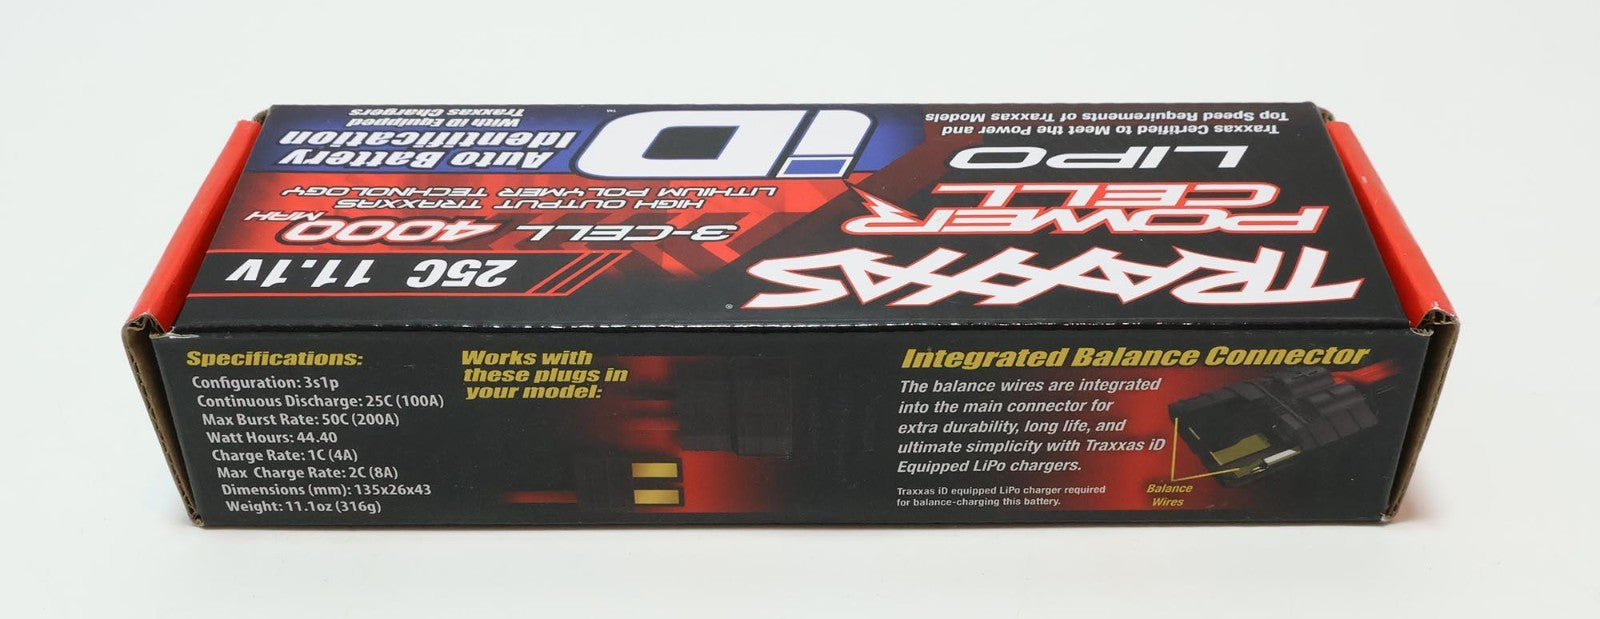 TRAXXAS®
POWER
CELL
LIPO
Traxxas Certified to Meet the Power and
Top Speed Requirements of Traxxas Models
25C 11.1V
3-CELL 4000 MAH
HIGH OUTPUT TRAXXAS
LITHIUM POLYMER TECHNOLOGY
iD™
Auto Battery
Identification
With iD Equipped
Traxxas Chargers
Specifications:
Configuration: 3s1p
Continuous Discharge: 25C (100A)
Max Burst Rate: 50C (200A)
Watt Hours: 44.40
Charge Rate: 1C (4A)
Max Charge Rate: 2C (8A)
Dimensions (mm): 135x26x43
Weight: 11.1oz (316g)
Works with
these plugs in
your model:
Integrated Balance Connector
The balance wires are integrated
into the main connector for
extra durability, long life, and
ultimate simplicity with Traxxas iD
Equipped LiPo chargers.
Traxxas iD equipped LiPo charger required
for balance-charging this battery.
Balance
Wires